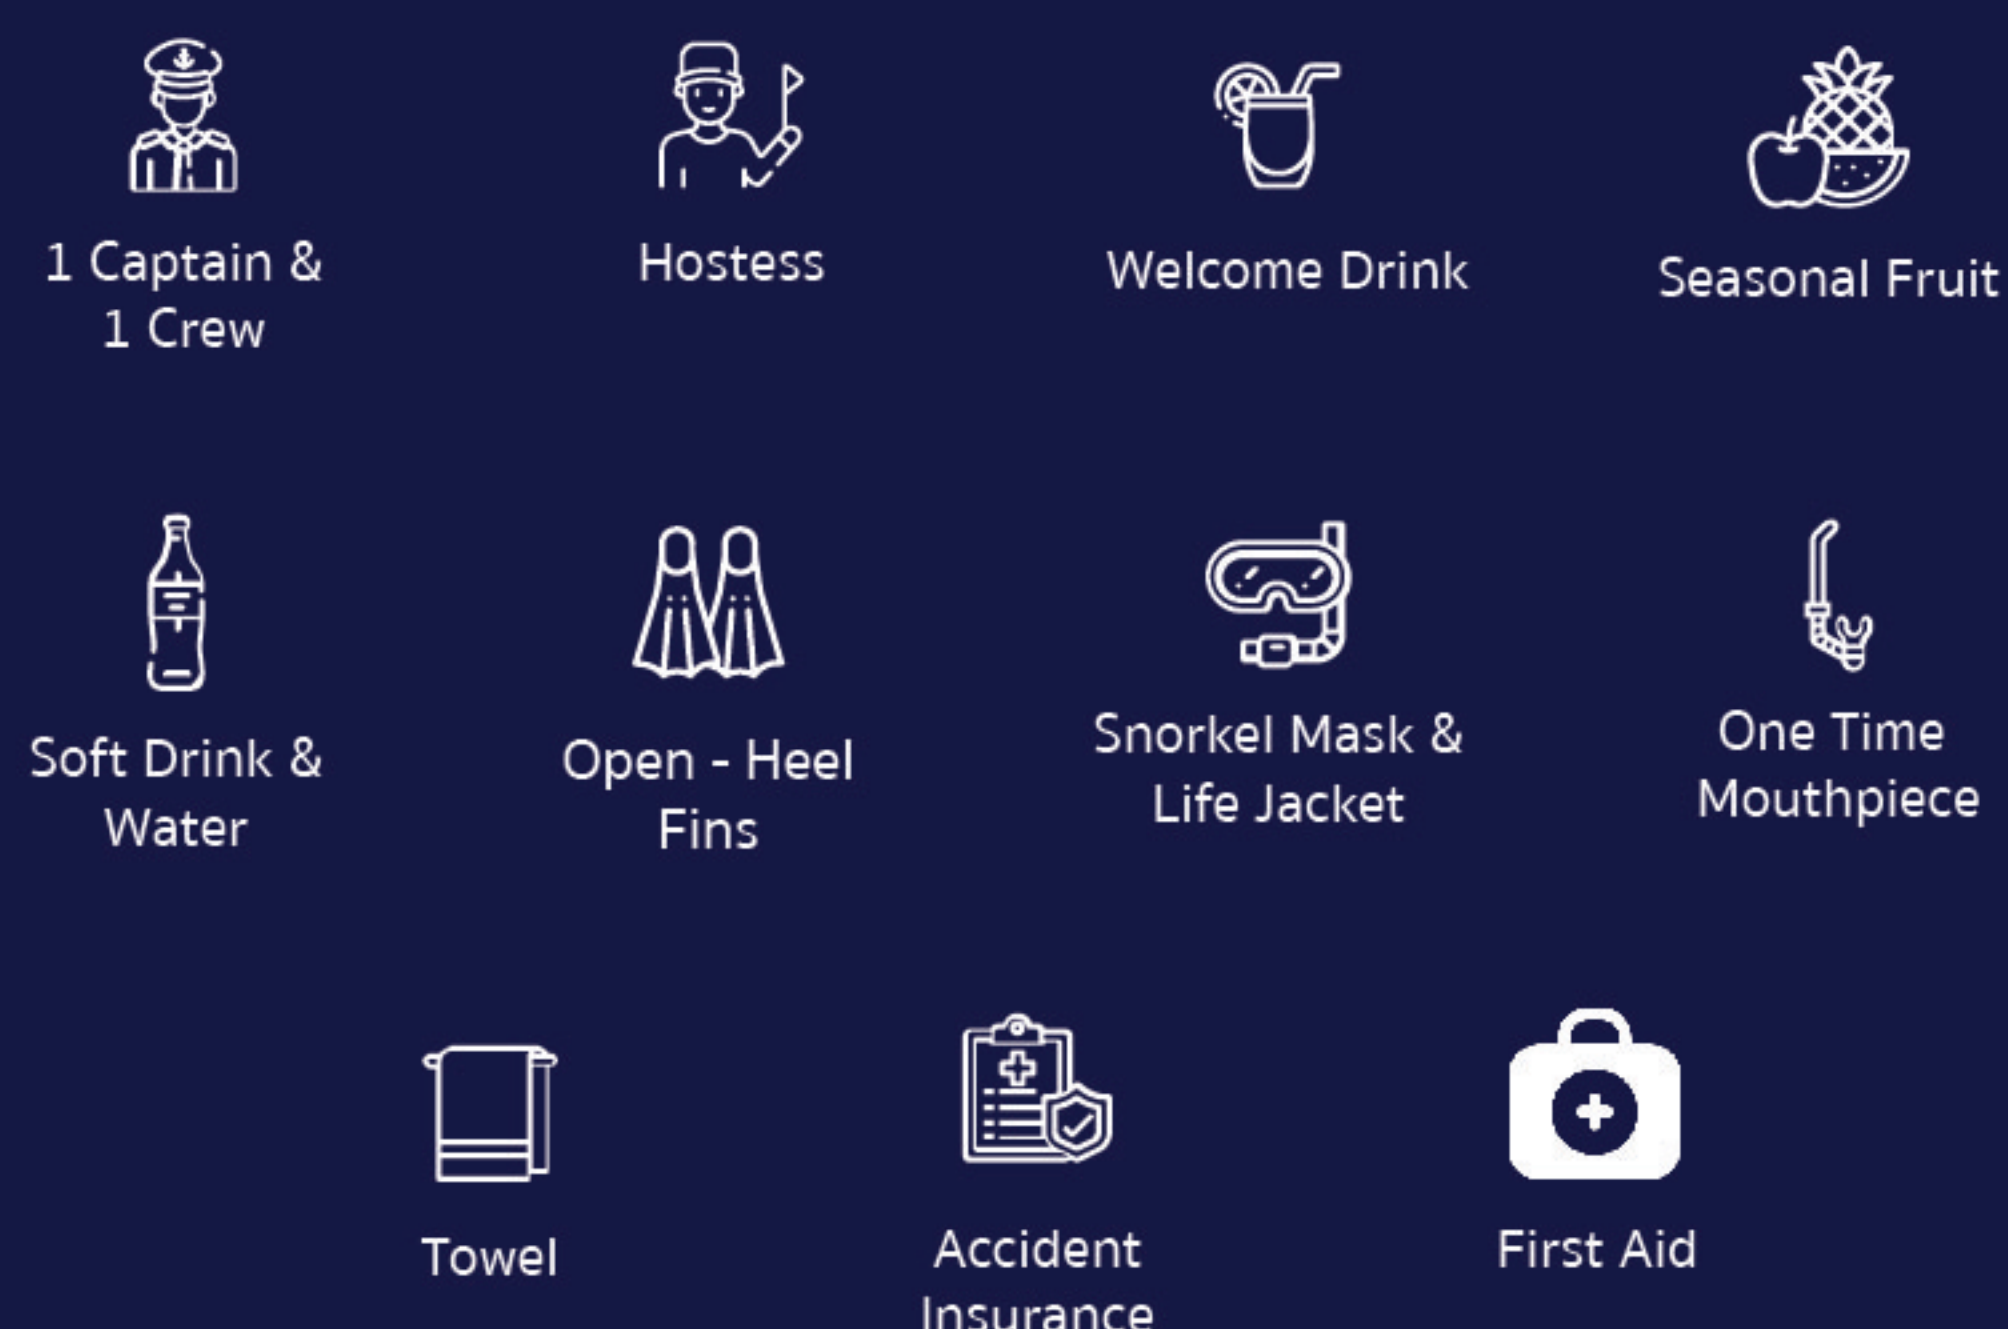 1 Captain &
1 Crew
Hostess
Welcome Drink
Seasonal Fruit
Soft Drink &
Water
Open - Heel
Fins
Snorkel Mask &
Life Jacket
One Time
Mouthpiece
Towel
Accident
Insurance
First Aid